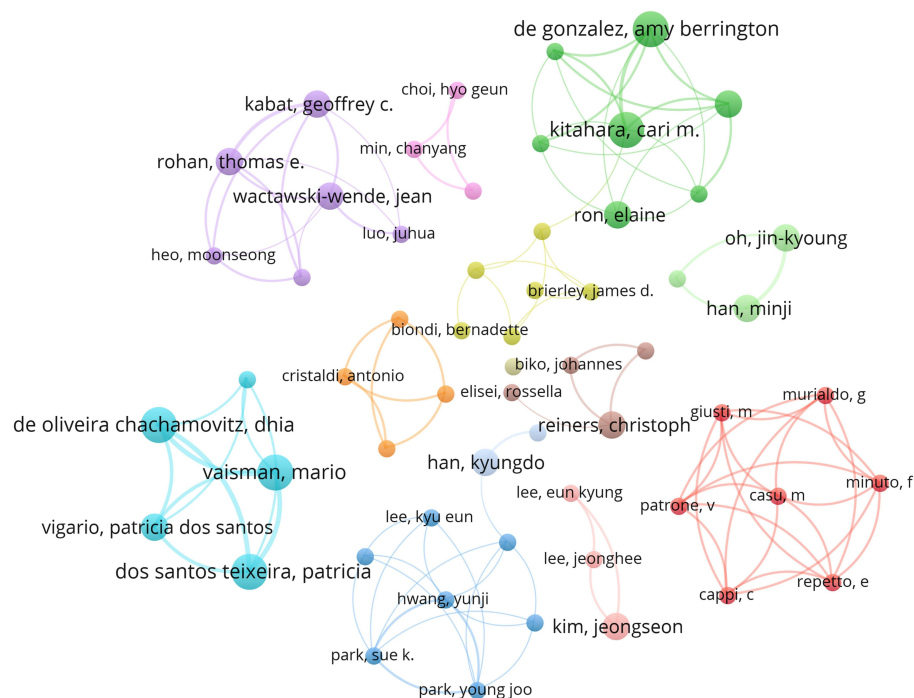 de gonzalez, amy berrington
choi, hyo geun
kabat, geoffrey c.
kitahara, cari m.
min, chanyang
rohan, thomas e.
wactawski-wende, jean
ron, elaine
luo, juhua
oh, jin-kyoung
heo, moonseong
brierley, james d.
han, minji
biondi, bernadette
biko, johannes
cristaldi, antonio
elisei, rossella
murialdo, g
giusti, m
de oliveira chachamovitz, dhia
reiners, christoph
han, kyungdo
vaisman, mario
minuto, f
lee, eun kyung
casu, m
patrone, v
lee, kyu eun
vigario, patricia dos santos
lee, jeonghee
dos santos teixeira, patricia
repetto, e
cappi, c
hwang, yunji
kim, jeongseon
park, sue k.
park, young joo